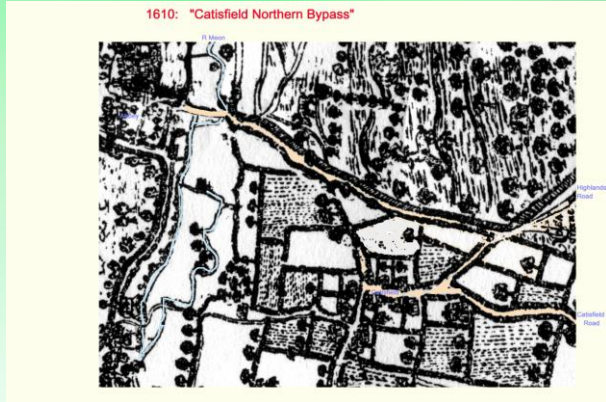 1610: "Catisfield Northern Bypass"
R Meon
Highlands
Road
Catisfield
Road